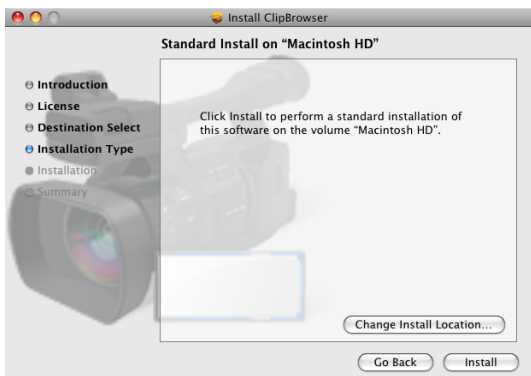 Install ClipBrowser
Standard Install on “Macintosh HD”
Introduction
License
Destination Select
Installation Type
Installation
Summary
Click Install to perform a standard installation of
this software on the volume “Macintosh HD”.
Change Install Location...
Go Back
Install